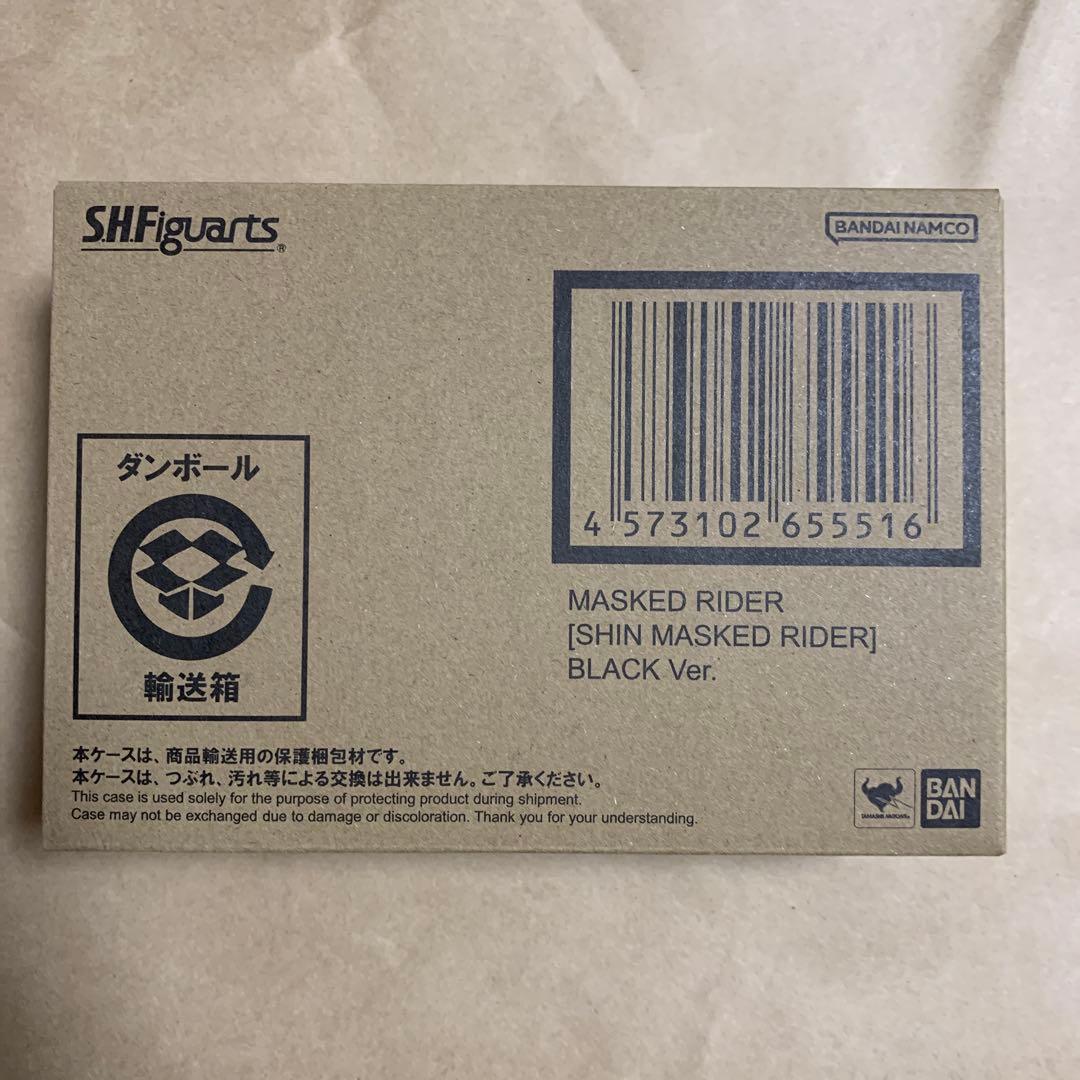 S.H.Figuarts®
BANDAI NAMCO
4 573102 655516
MASKED RIDER
[SHIN MASKED RIDER]
BLACK Ver.
ダンボール
輸送箱
本ケースは、商品輸送用の保護梱包材です。
本ケースは、つぶれ、汚れ等による交換は出来ません。ご了承ください。
This case is used solely for the purpose of protecting product during shipment.
Case may not be exchanged due to damage or discoloration. Thank you for your understanding.
TAMASHII NATIONS
BAN
DAI